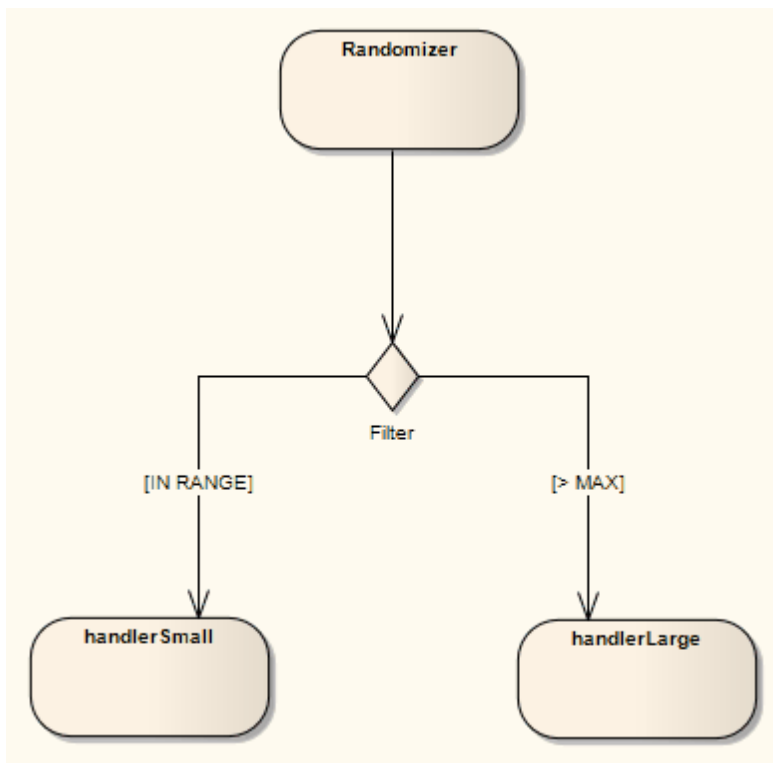 Randomizer
Filter
[IN RANGE]
[> MAX]
handlerSmall
handlerLarge